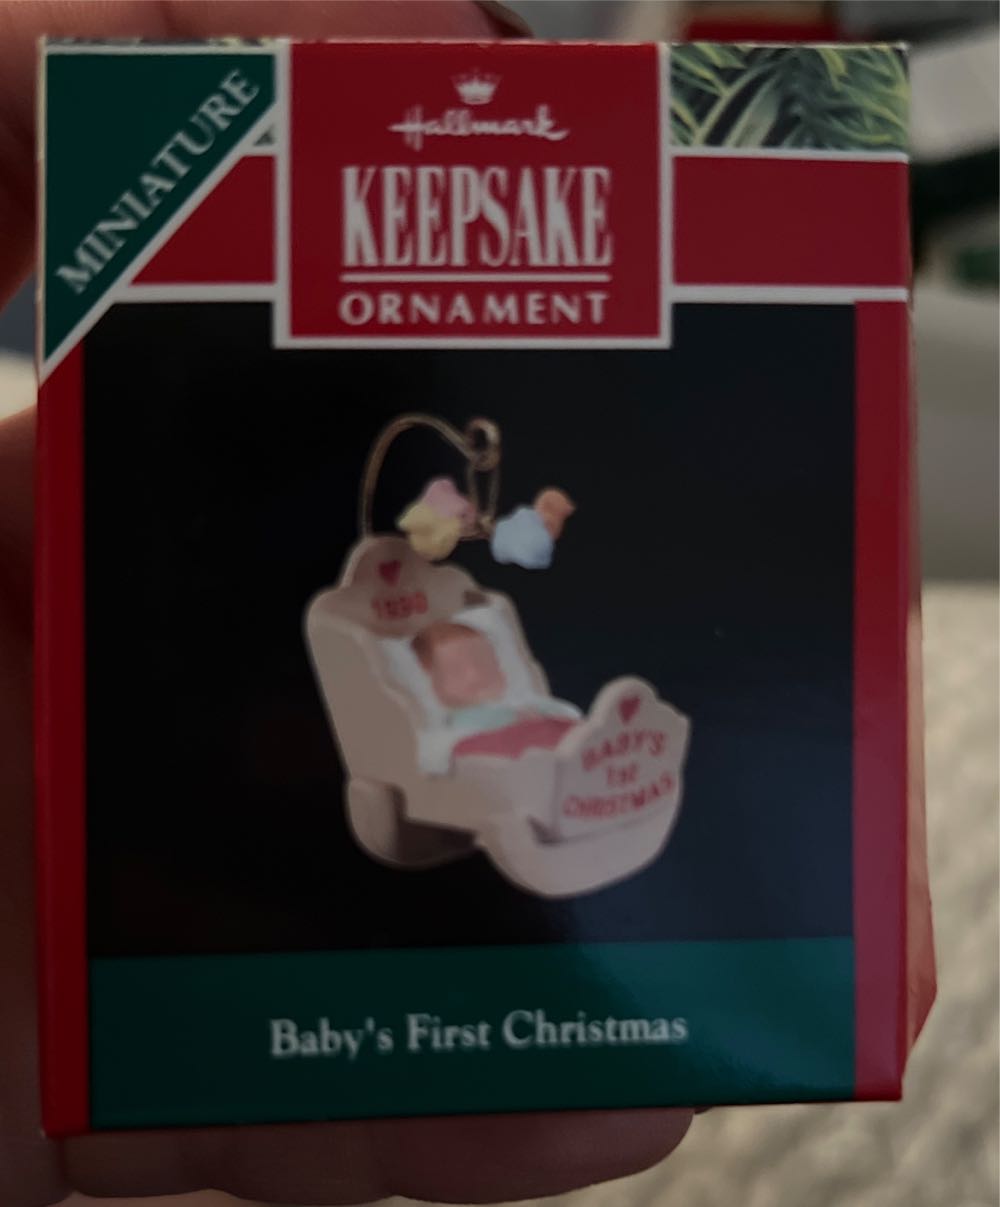 MINIATURE
Hallmark
KEEPSAKE
ORNAMENT
1990
BABY'S
1st
CHRISTMAS
Baby's First Christmas